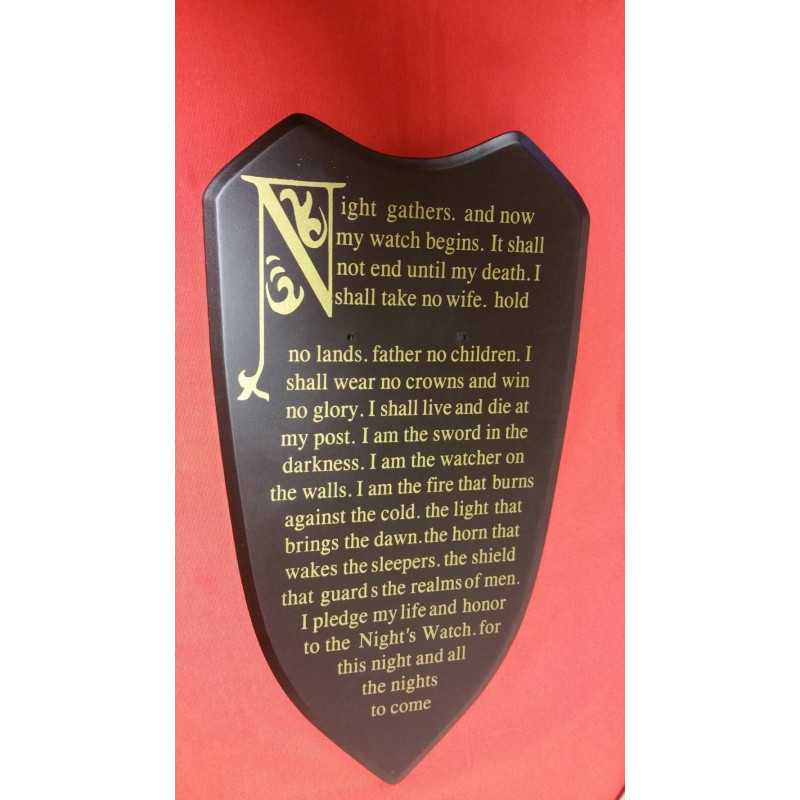 Night gathers. and now
my watch begins. It shall
not end until my death. I
shall take no wife. hold
no lands. father no children. I
shall wear no crowns and win
no glory. I shall live and die at
my post. I am the sword in the
darkness. I am the watcher on
the walls. I am the fire that burns
against the cold. the light that
brings the dawn. the horn that
wakes the sleepers. the shield
that guard s the realms of men.
I pledge my life and honor
to the Night's Watch. for
this night and all
the nights
to come